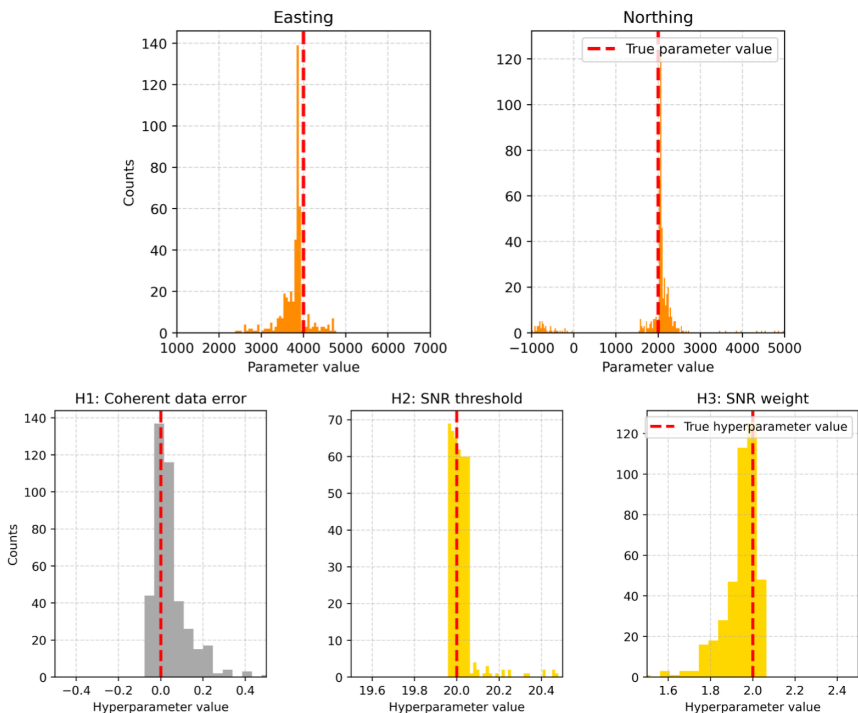 Easting
Northing
140
120
100
80
60
40
20
0
Counts
1000 2000 3000 4000 5000 6000 7000
Parameter value
True parameter value
120
100
80
60
40
20
0
−1000 0 1000 2000 3000 4000 5000
Parameter value
H1: Coherent data error
H2: SNR threshold
H3: SNR weight
140
120
100
80
60
40
20
0
Counts
−0.4 −0.2 0.0 0.2 0.4
Hyperparameter value
70
60
50
40
30
20
10
0
19.6 19.8 20.0 20.2 20.4
Hyperparameter value
True hyperparameter value
120
100
80
60
40
20
0
1.6 1.8 2.0 2.2 2.4
Hyperparameter value